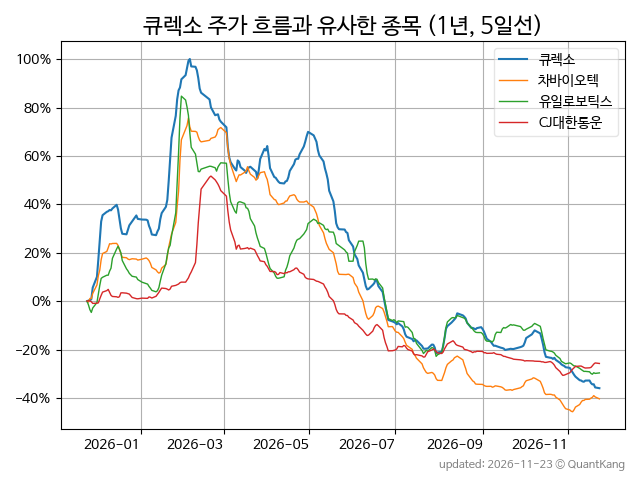 큐렉소 주가 흐름과 유사한 종목 (1년, 5일선)
100%
80%
60%
40%
20%
0%
−20%
−40%
큐렉소
차바이오텍
유일로보틱스
CJ대한통운
2026-01
2026-03
2026-05
2026-07
2026-09
2026-11
updated: 2026-11-23 © QuantKang